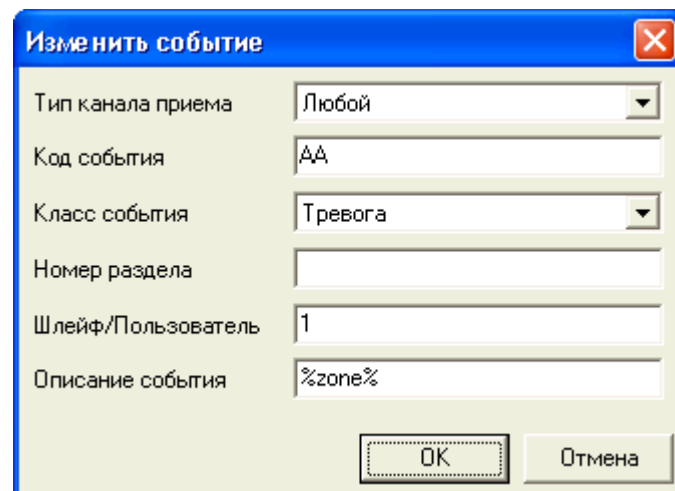 Изменить событие
Тип канала приема Любой
Код события AA
Класс события Тревога
Номер раздела
Шлейф/Пользователь 1
Описание события %zone%
OK Отмена